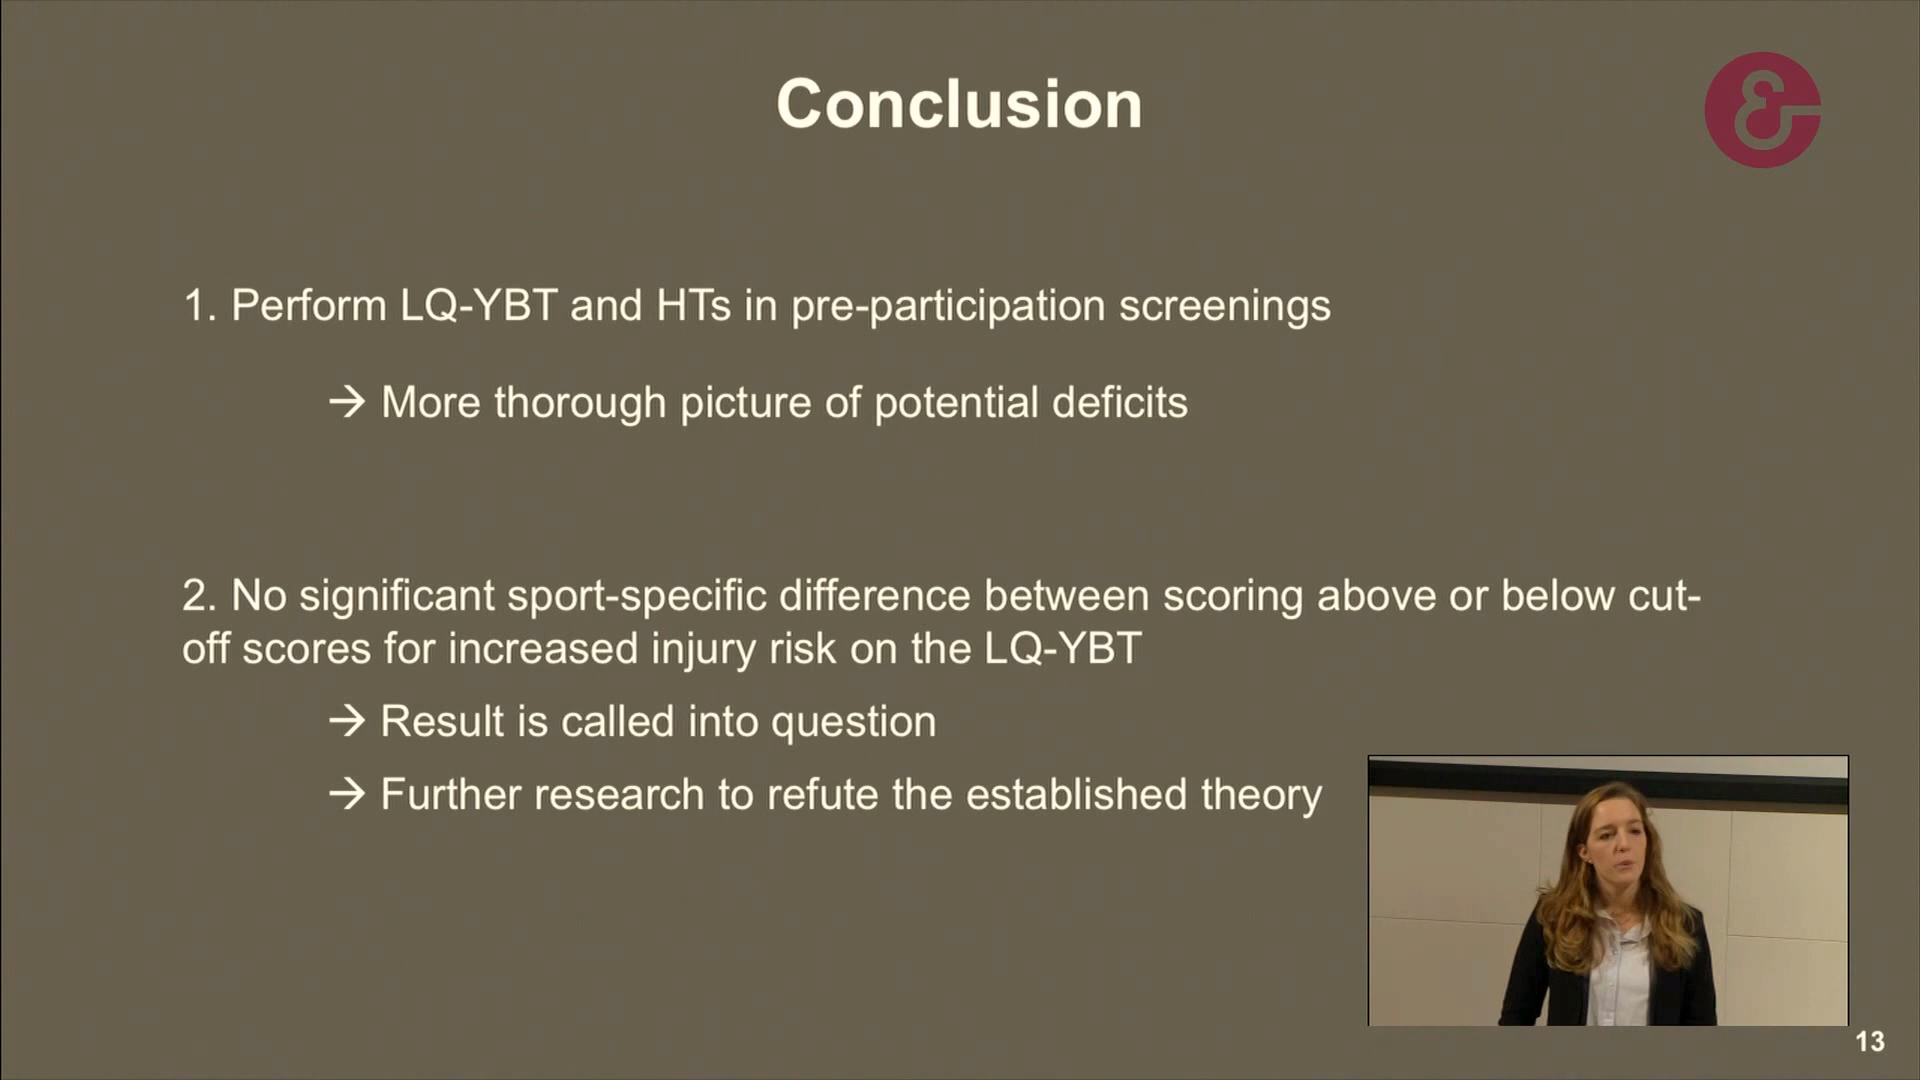 Conclusion
1. Perform LQ-YBT and HTs in pre-participation screenings
→ More thorough picture of potential deficits
2. No significant sport-specific difference between scoring above or below cut-
off scores for increased injury risk on the LQ-YBT
→ Result is called into question
→ Further research to refute the established theory
13